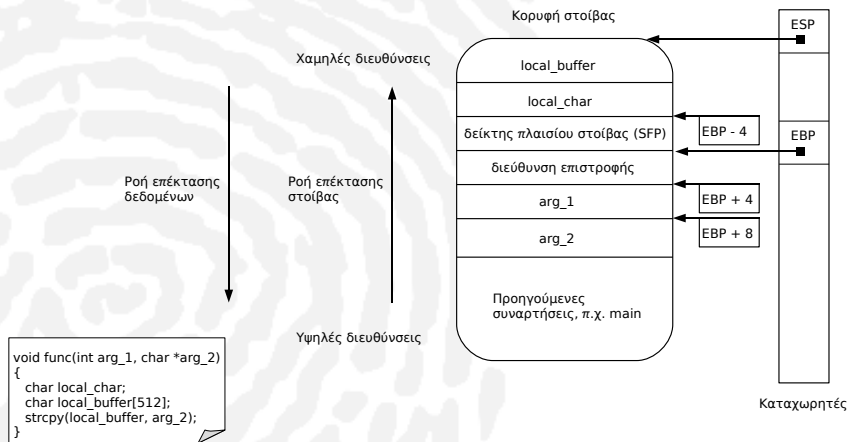 Κορυφή στοίβας
ESP
Χαμηλές διευθύνσεις
local_buffer
local_char
δείκτης πλαισίου στοίβας (SFP)
EBP - 4
EBP
διεύθυνση επιστροφής
Ροή επέκτασης
δεδομένων
Ροή επέκτασης
στοίβας
arg_1
EBP + 4
arg_2
EBP + 8
Προηγούμενες
συναρτήσεις, π.χ. main
Υψηλές διευθύνσεις
void func(int arg_1, char *arg_2)
{
char local_char;
char local_buffer[512];
strcpy(local_buffer, arg_2);
}
Καταχωρητές